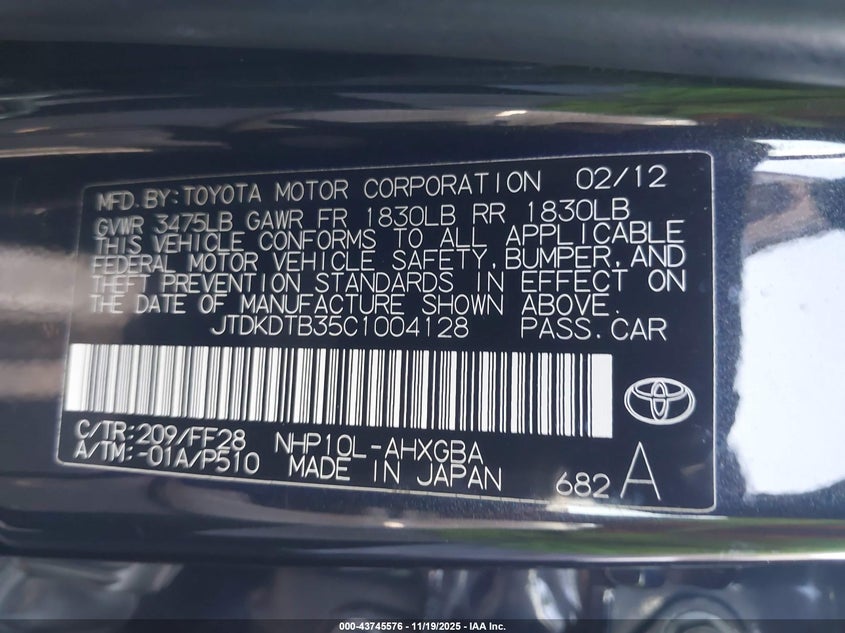 MFD. BY: TOYOTA MOTOR CORPORATION 02/12
GVWR 3475LB GAWR FR 1830LB RR 1830LB
THIS VEHICLE CONFORMS TO ALL APPLICABLE
FEDERAL MOTOR VEHICLE SAFETY, BUMPER, AND
THEFT PREVENTION STANDARDS IN EFFECT ON
THE DATE OF MANUFACTURE SHOWN ABOVE.
JTDKDTB35C1004128 PASS. CAR
C/TR: 209/FF28 NHP10L-AHXGBA
A/TM: -01A/P510 MADE IN JAPAN
682 A
000-43745576 - 11/19/2025 - IAA Inc.